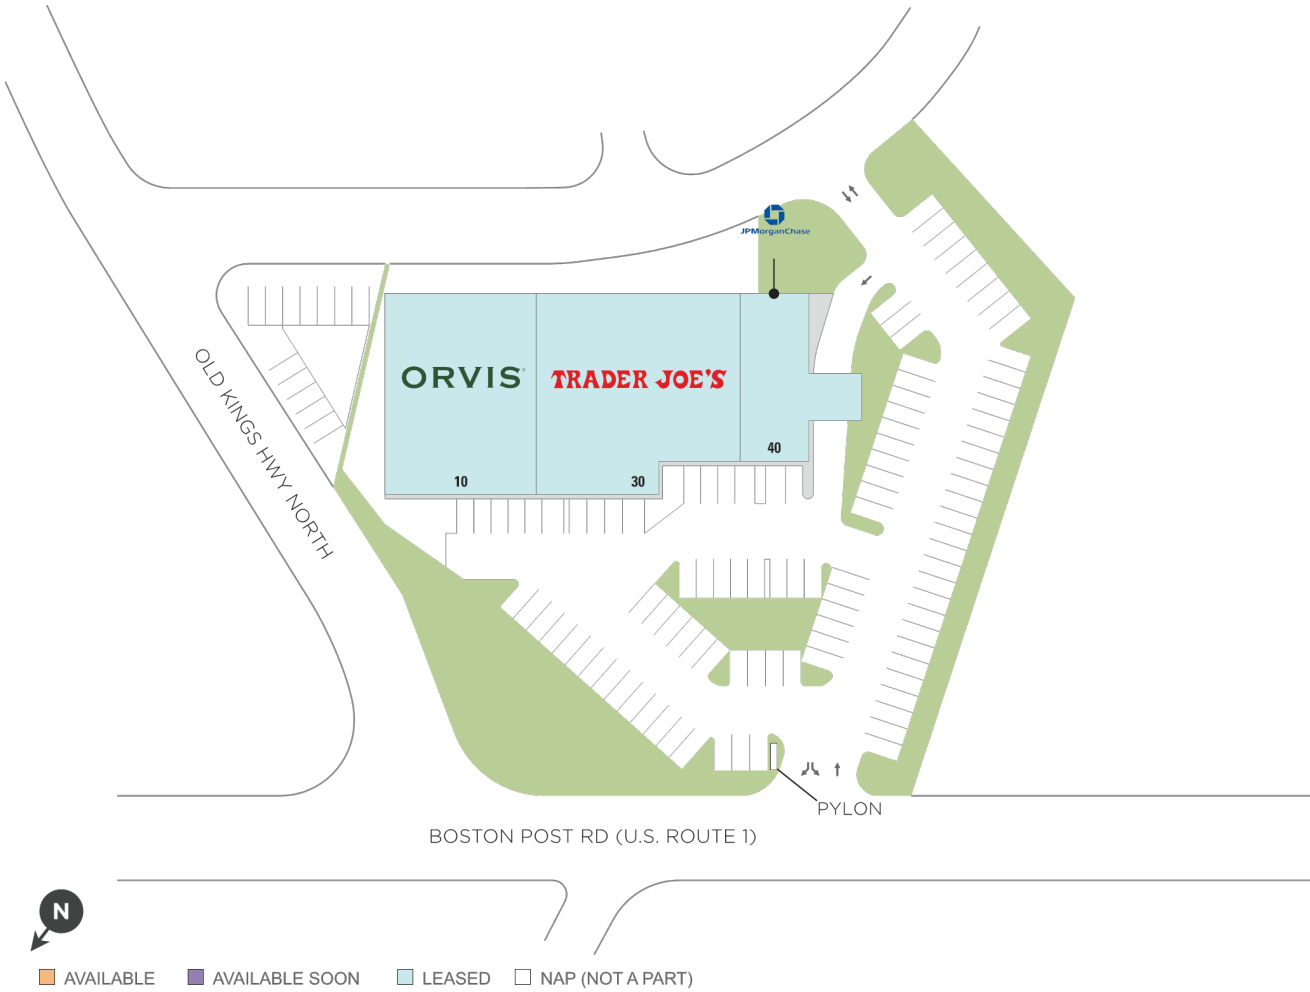 JPMorganChase
ORVIS
TRADER JOE'S
40
10
30
OLD KINGS HWY NORTH
PYLON
BOSTON POST RD (U.S. ROUTE 1)
N
AVAILABLE
AVAILABLE SOON
LEASED
NAP (NOT A PART)